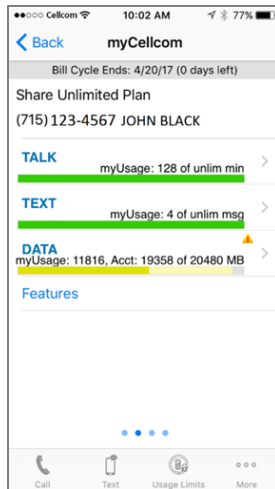 Cellcom 10:02 AM 77%
Back myCellcom
Bill Cycle Ends: 4/20/17 (0 days left)
Share Unlimited Plan
(715) 123-4567 JOHN BLACK
TALK
myUsage: 128 of unlim min
TEXT
myUsage: 4 of unlim msg
DATA
myUsage: 11816, Acct: 19358 of 20480 MB
Features
Call Text Usage Limits More